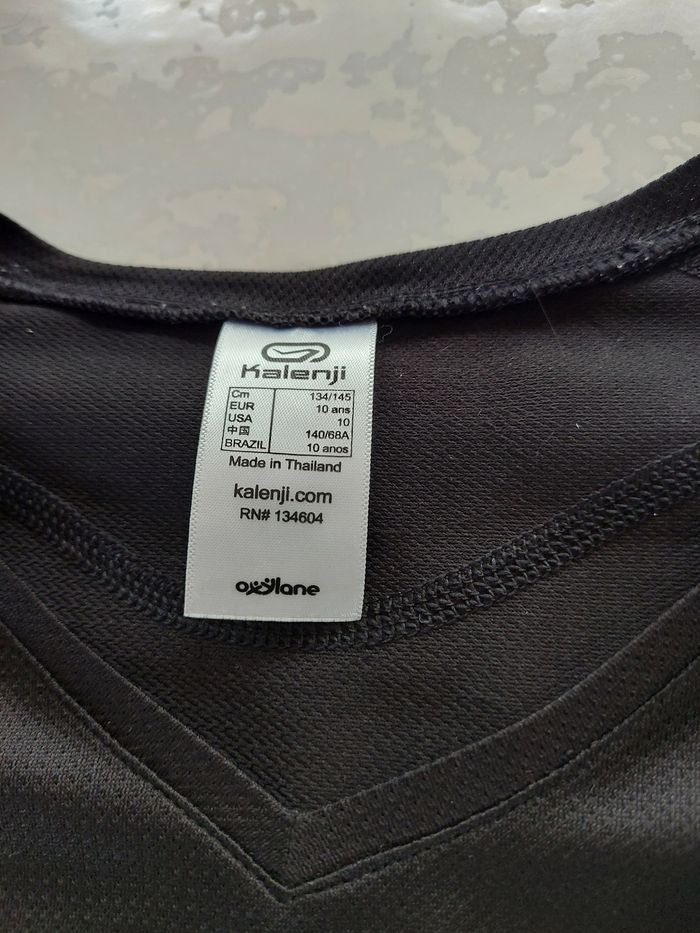 Kalenji
Cm 134/145
EUR 10 ans
USA 10
中国 140/68A
BRAZIL 10 anos
Made in Thailand
kalenji.com
RN# 134604
oxylane